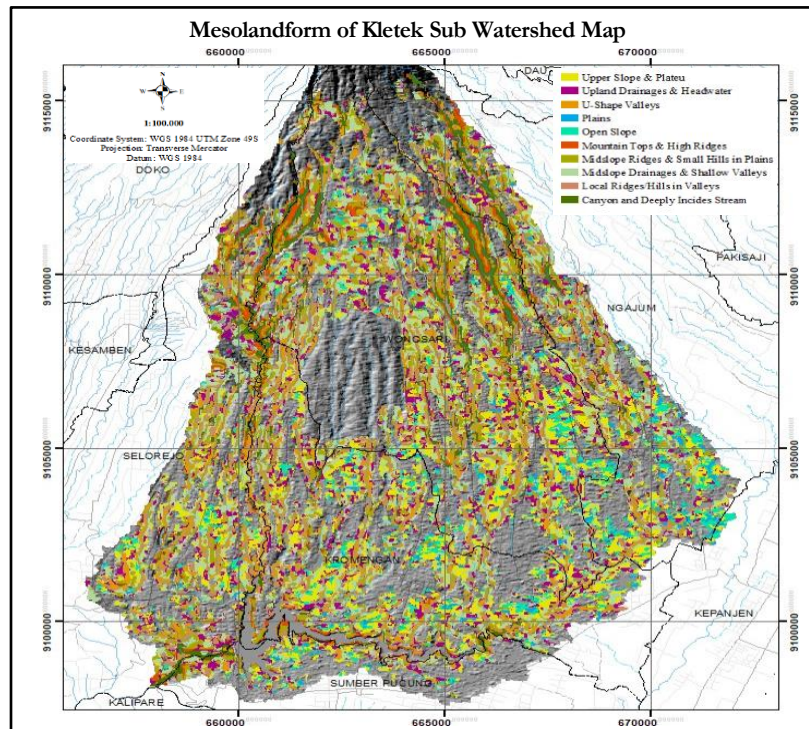 Mesolandform of Kletek Sub Watershed Map
660000
665000
670000
N
W
E
S
1:100.000
Coordinate System: WGS 1984 UTM Zone 49S
Projection: Transverse Mercator
Datum: WGS 1984
Upper Slope & Plateu
Upland Drainages & Headwater
U-Shape Valleys
Plains
Open Slope
Mountain Tops & High Ridges
Midslope Ridges & Small Hills in Plains
Midslope Drainages & Shallow Valleys
Local Ridges/Hills in Valleys
Canyon and Deeply Incides Stream
DAU
9115000
9115000
DOKO
PAKISAJI
9110000
9110000
NGAJUM
KESAMBEN
WONOSARI
SELOREJO
9105000
9105000
KROMENGAN
KEPANJEN
9100000
9100000
SUMBER PUCUNG
KALIPARE
660000
665000
670000